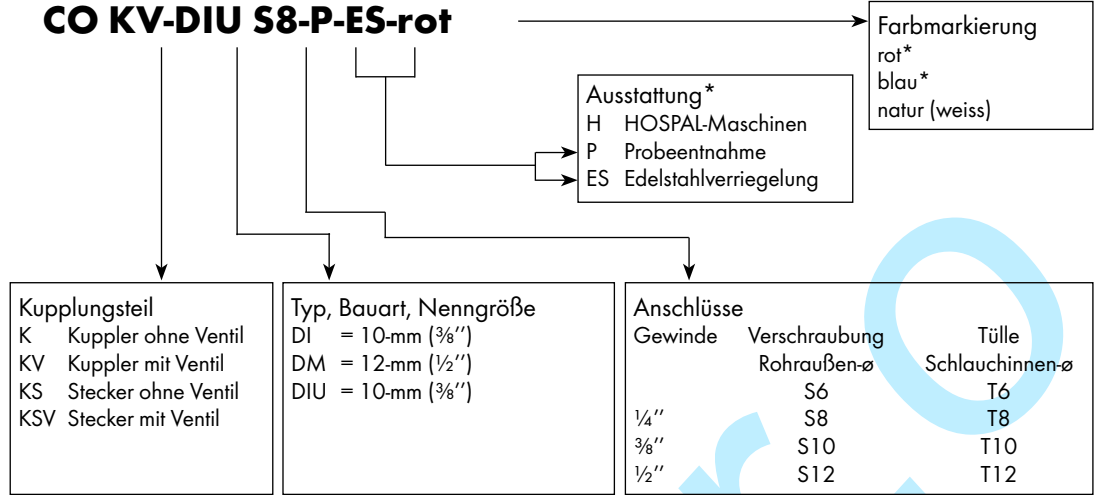 CO KV-DIU S8-P-ES-rot
Farbmarkierung
rot*
blau*
natur (weiss)
Ausstattung*
H HOSPAL-Maschinen
P Probeentnahme
ES Edelstahlverriegelung
Kupplungsteil
K Kuppler ohne Ventil
KV Kuppler mit Ventil
KS Stecker ohne Ventil
KSV Stecker mit Ventil
Typ, Bauart, Nenngröße
DI = 10-mm (⅜’’)
DM = 12-mm (½’’)
DIU = 10-mm (⅜’’)
Anschlüsse
Gewinde Verschraubung Tülle
Rohraußen-ø Schlauchinnen-ø
S6 T6
¼’’ S8 T8
⅜’’ S10 T10
½’’ S12 T12